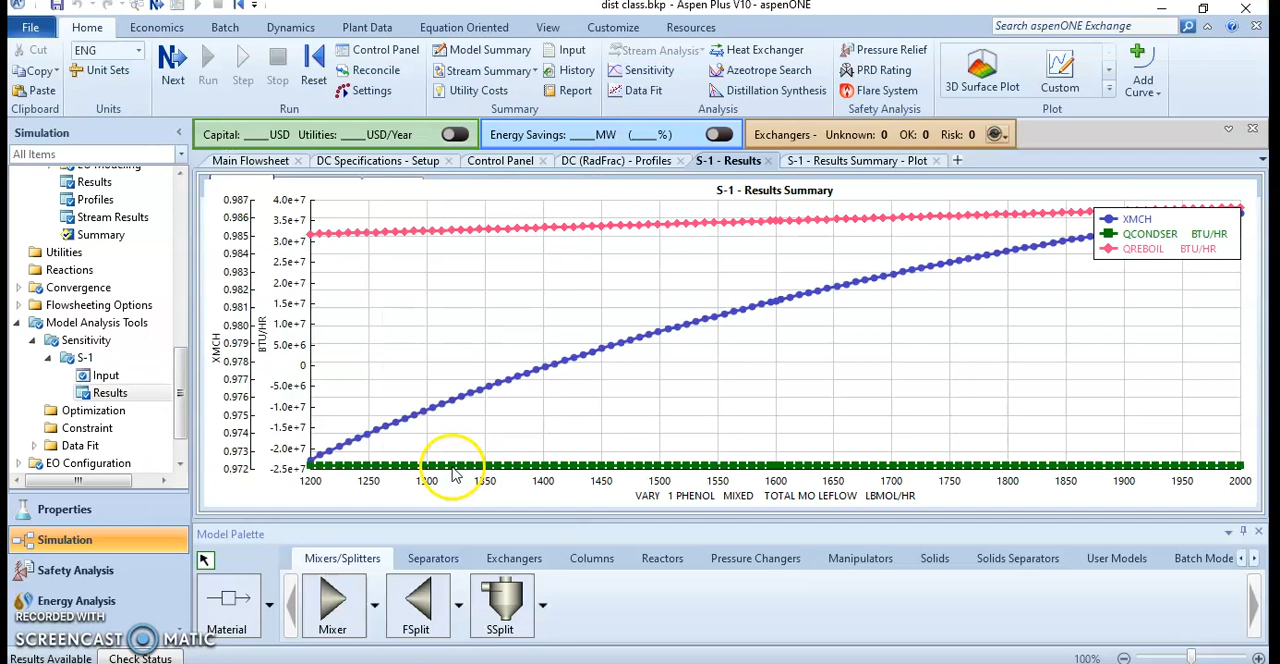 dist class.bkp - Aspen Plus V10 - aspenONE
File Home Economics Batch Dynamics Plant Data Equation Oriented View Customize Resources Search aspenONE Exchange
Cut ENG Control Panel Model Summary Input Stream Analysis Heat Exchanger Pressure Relief
Copy Unit Sets Next Run Step Stop Reset Reconcile Stream Summary History Sensitivity Azeotrope Search PRD Rating 3D Surface Plot Custom Add Curve
Paste Settings Utility Costs Report Data Fit Distillation Synthesis Flare System
Clipboard Units Run Summary Analysis Safety Analysis Plot
Simulation
Capital: ____USD Utilities: ____USD/Year Energy Savings: ____MW (____%) Exchangers - Unknown: 0 OK: 0 Risk: 0
All Items
Main Flowsheet DC Specifications - Setup Control Panel DC (RadFrac) - Profiles S-1 - Results S-1 - Results Summary - Plot
Results
Profiles
Stream Results
Summary
Utilities
Reactions
Convergence
Flowsheeting Options
Model Analysis Tools
Sensitivity
S-1
Input
Results
Optimization
Constraint
Data Fit
EO Configuration
S-1 - Results Summary
XMCH
QCONDSER BTU/HR
QREBOIL BTU/HR
0.987 4.0e+7
0.986 3.5e+7
0.985 3.0e+7
0.984 2.5e+7
0.983 2.0e+7
0.982 1.5e+7
0.981 1.0e+7
0.980 5.0e+6
0.979 0
0.978 -5.0e+6
0.977 -1.0e+7
0.976 -1.5e+7
0.975 -2.0e+7
0.974 -2.5e+7
0.973
0.972
XMCH
BTU/HR
1200 1250 1300 1350 1400 1450 1500 1550 1600 1650 1700 1750 1800 1850 1900 1950 2000
VARY 1 PHENOL MIXED TOTAL MO LEFLOW LBMOL/HR
Properties
Simulation
Safety Analysis
Energy Analysis
Model Palette
Mixers/Splitters Separators Exchangers Columns Reactors Pressure Changers Manipulators Solids Solids Separators User Models Batch Mode
Material Mixer FSplit SSplit
RECORDED WITH
SCREENCAST MATIC
Results Available Check Status 100%